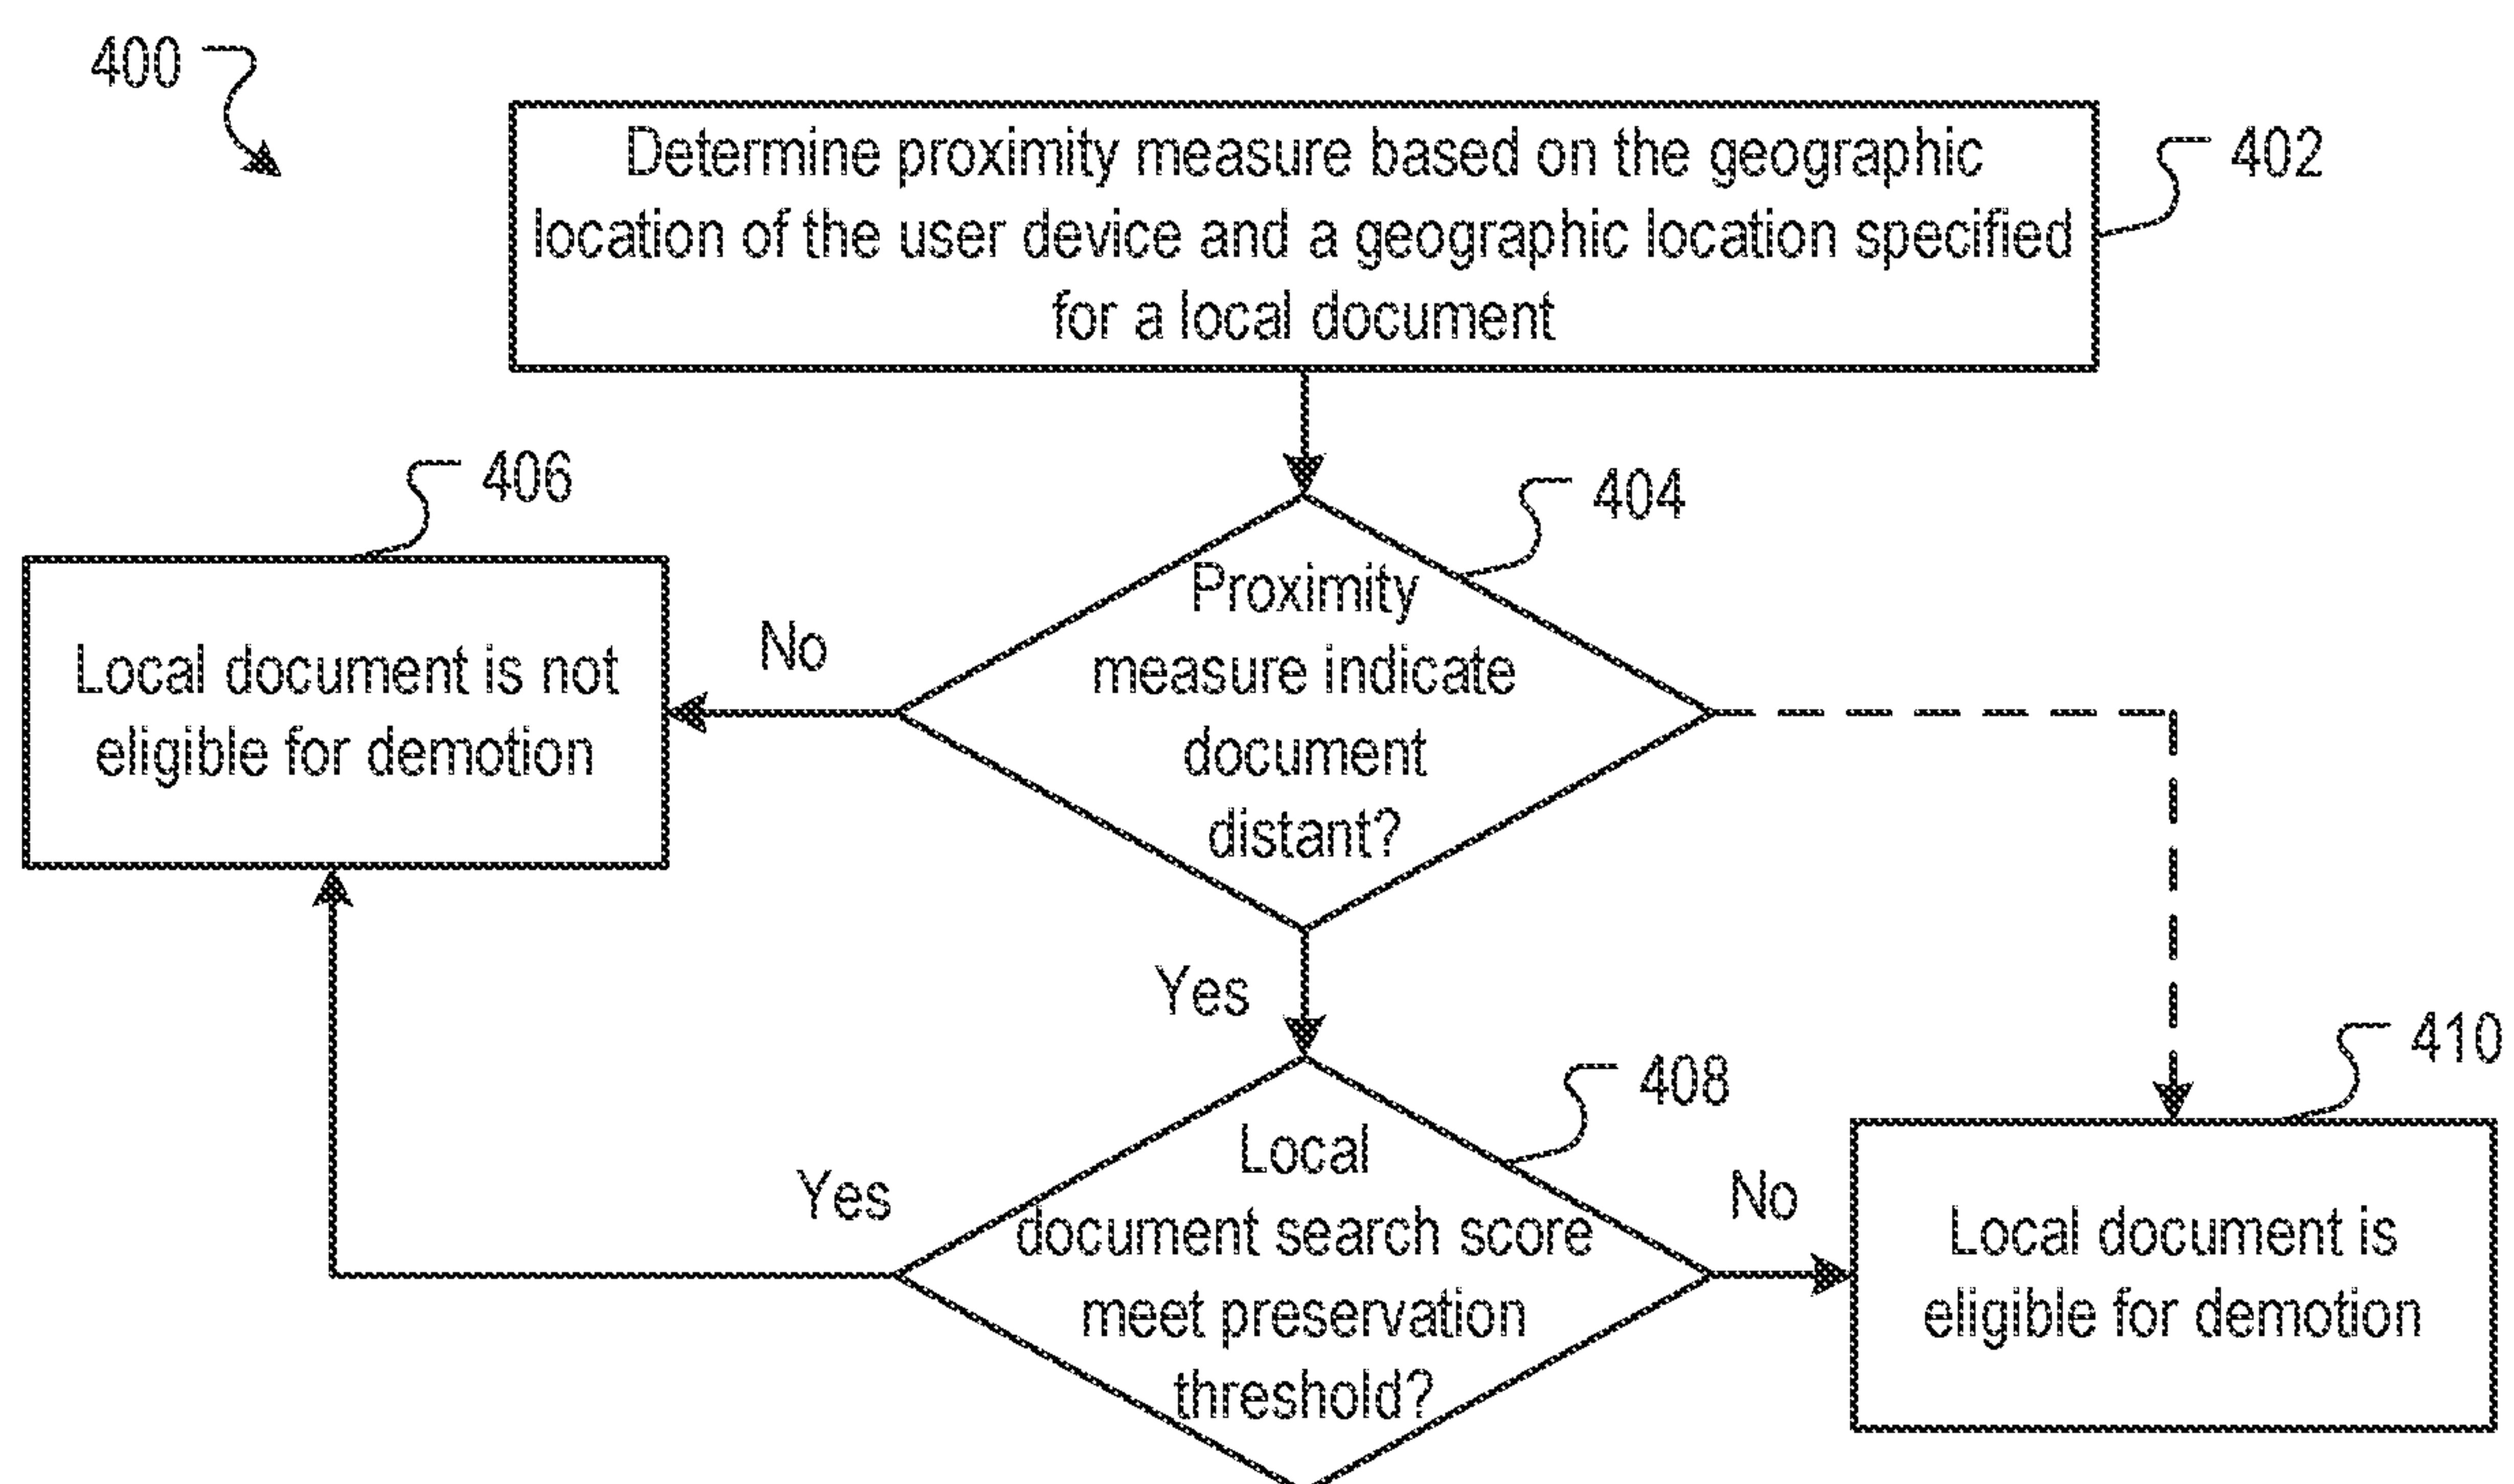 400
Determine proximity measure based on the geographic
location of the user device and a geographic location specified
for a local document
402
404
Proximity
measure indicate
document
distant?
406
Local document is not
eligible for demotion
No
Yes
408
Local
document search score
meet preservation
threshold?
Yes
No
410
Local document is
eligible for demotion